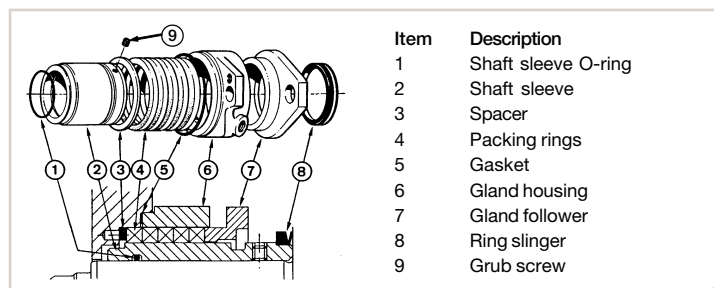 9
Item Description
1 Shaft sleeve O-ring
2 Shaft sleeve
3 Spacer
4 Packing rings
5 Gasket
6 Gland housing
7 Gland follower
8 Ring slinger
9 Grub screw
1 2 3 4 5 6 7 8